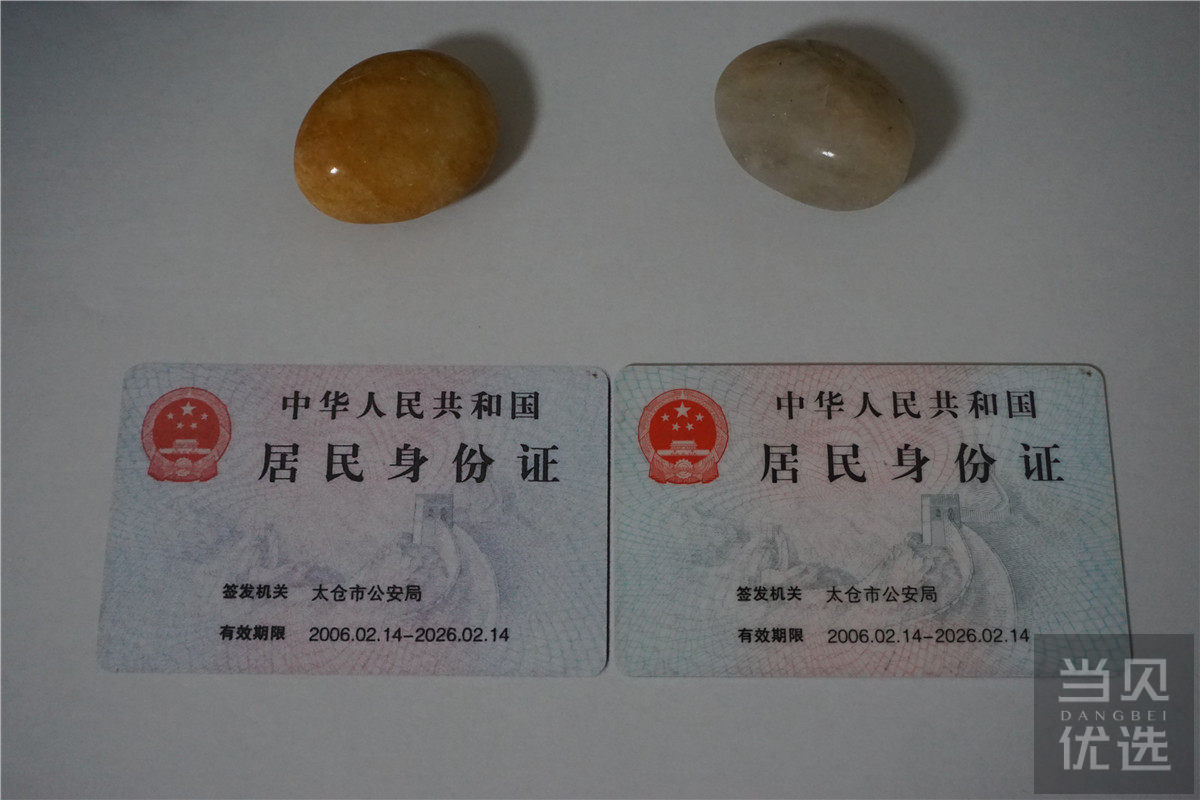 中华人民共和国
居民身份证
签发机关 太仓市公安局
有效期限 2006.02.14-2026.02.14
中华人民共和国
居民身份证
签发机关 太仓市公安局
有效期限 2006.02.14-2026.02.14
当贝
DANGBEI
优选